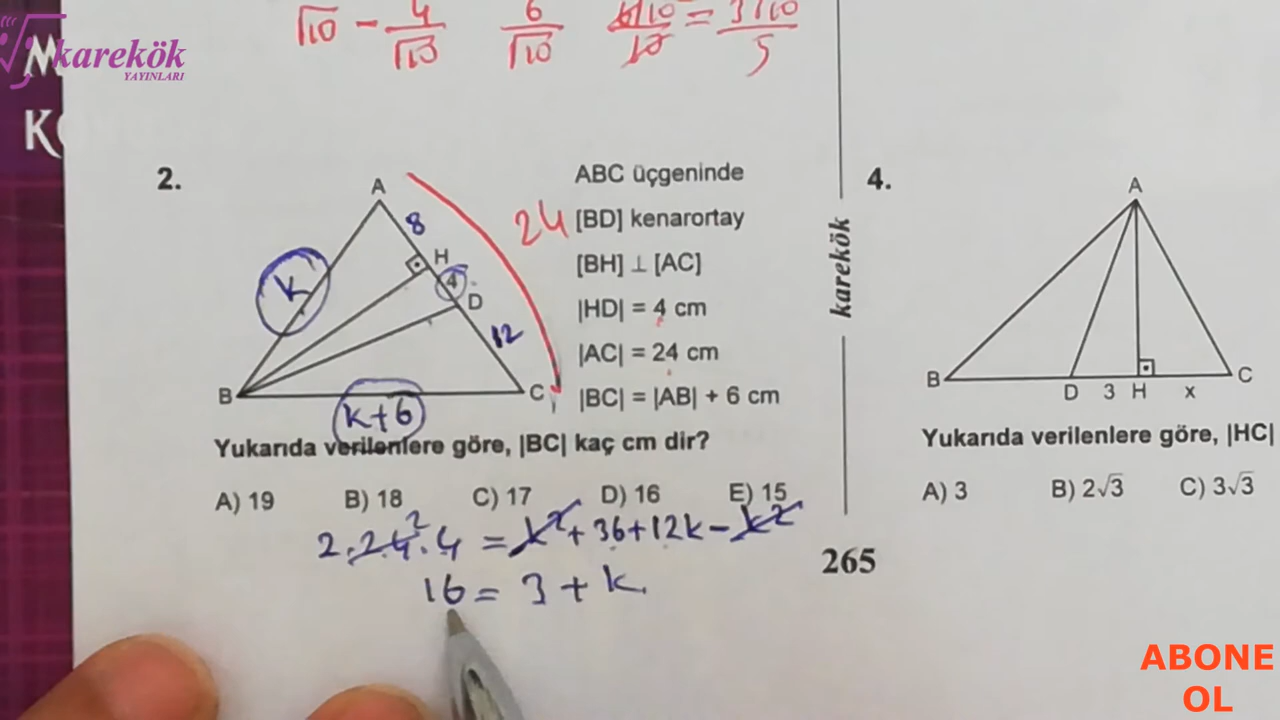 √10 - 4/√10 6/√10 6√10/10 = 3√10/5
karekök
YAYINLARI
2.
A
8
H
4
D
12
C
B
k
k+6
24
ABC üçgeninde
[BD] kenarortay
[BH] ⊥ [AC]
|HD| = 4 cm
|AC| = 24 cm
|BC| = |AB| + 6 cm
Yukarıda verilenlere göre, |BC| kaç cm dir?
A) 19 B) 18 C) 17 D) 16 E) 15
2.24.4 = k²+36+12k-k²
2
16 = 3 + k
karekök
265
4.
A
B D 3 H x C
Yukarıda verilenlere göre, |HC|
A) 3 B) 2√3 C) 3√3
ABONE
OL